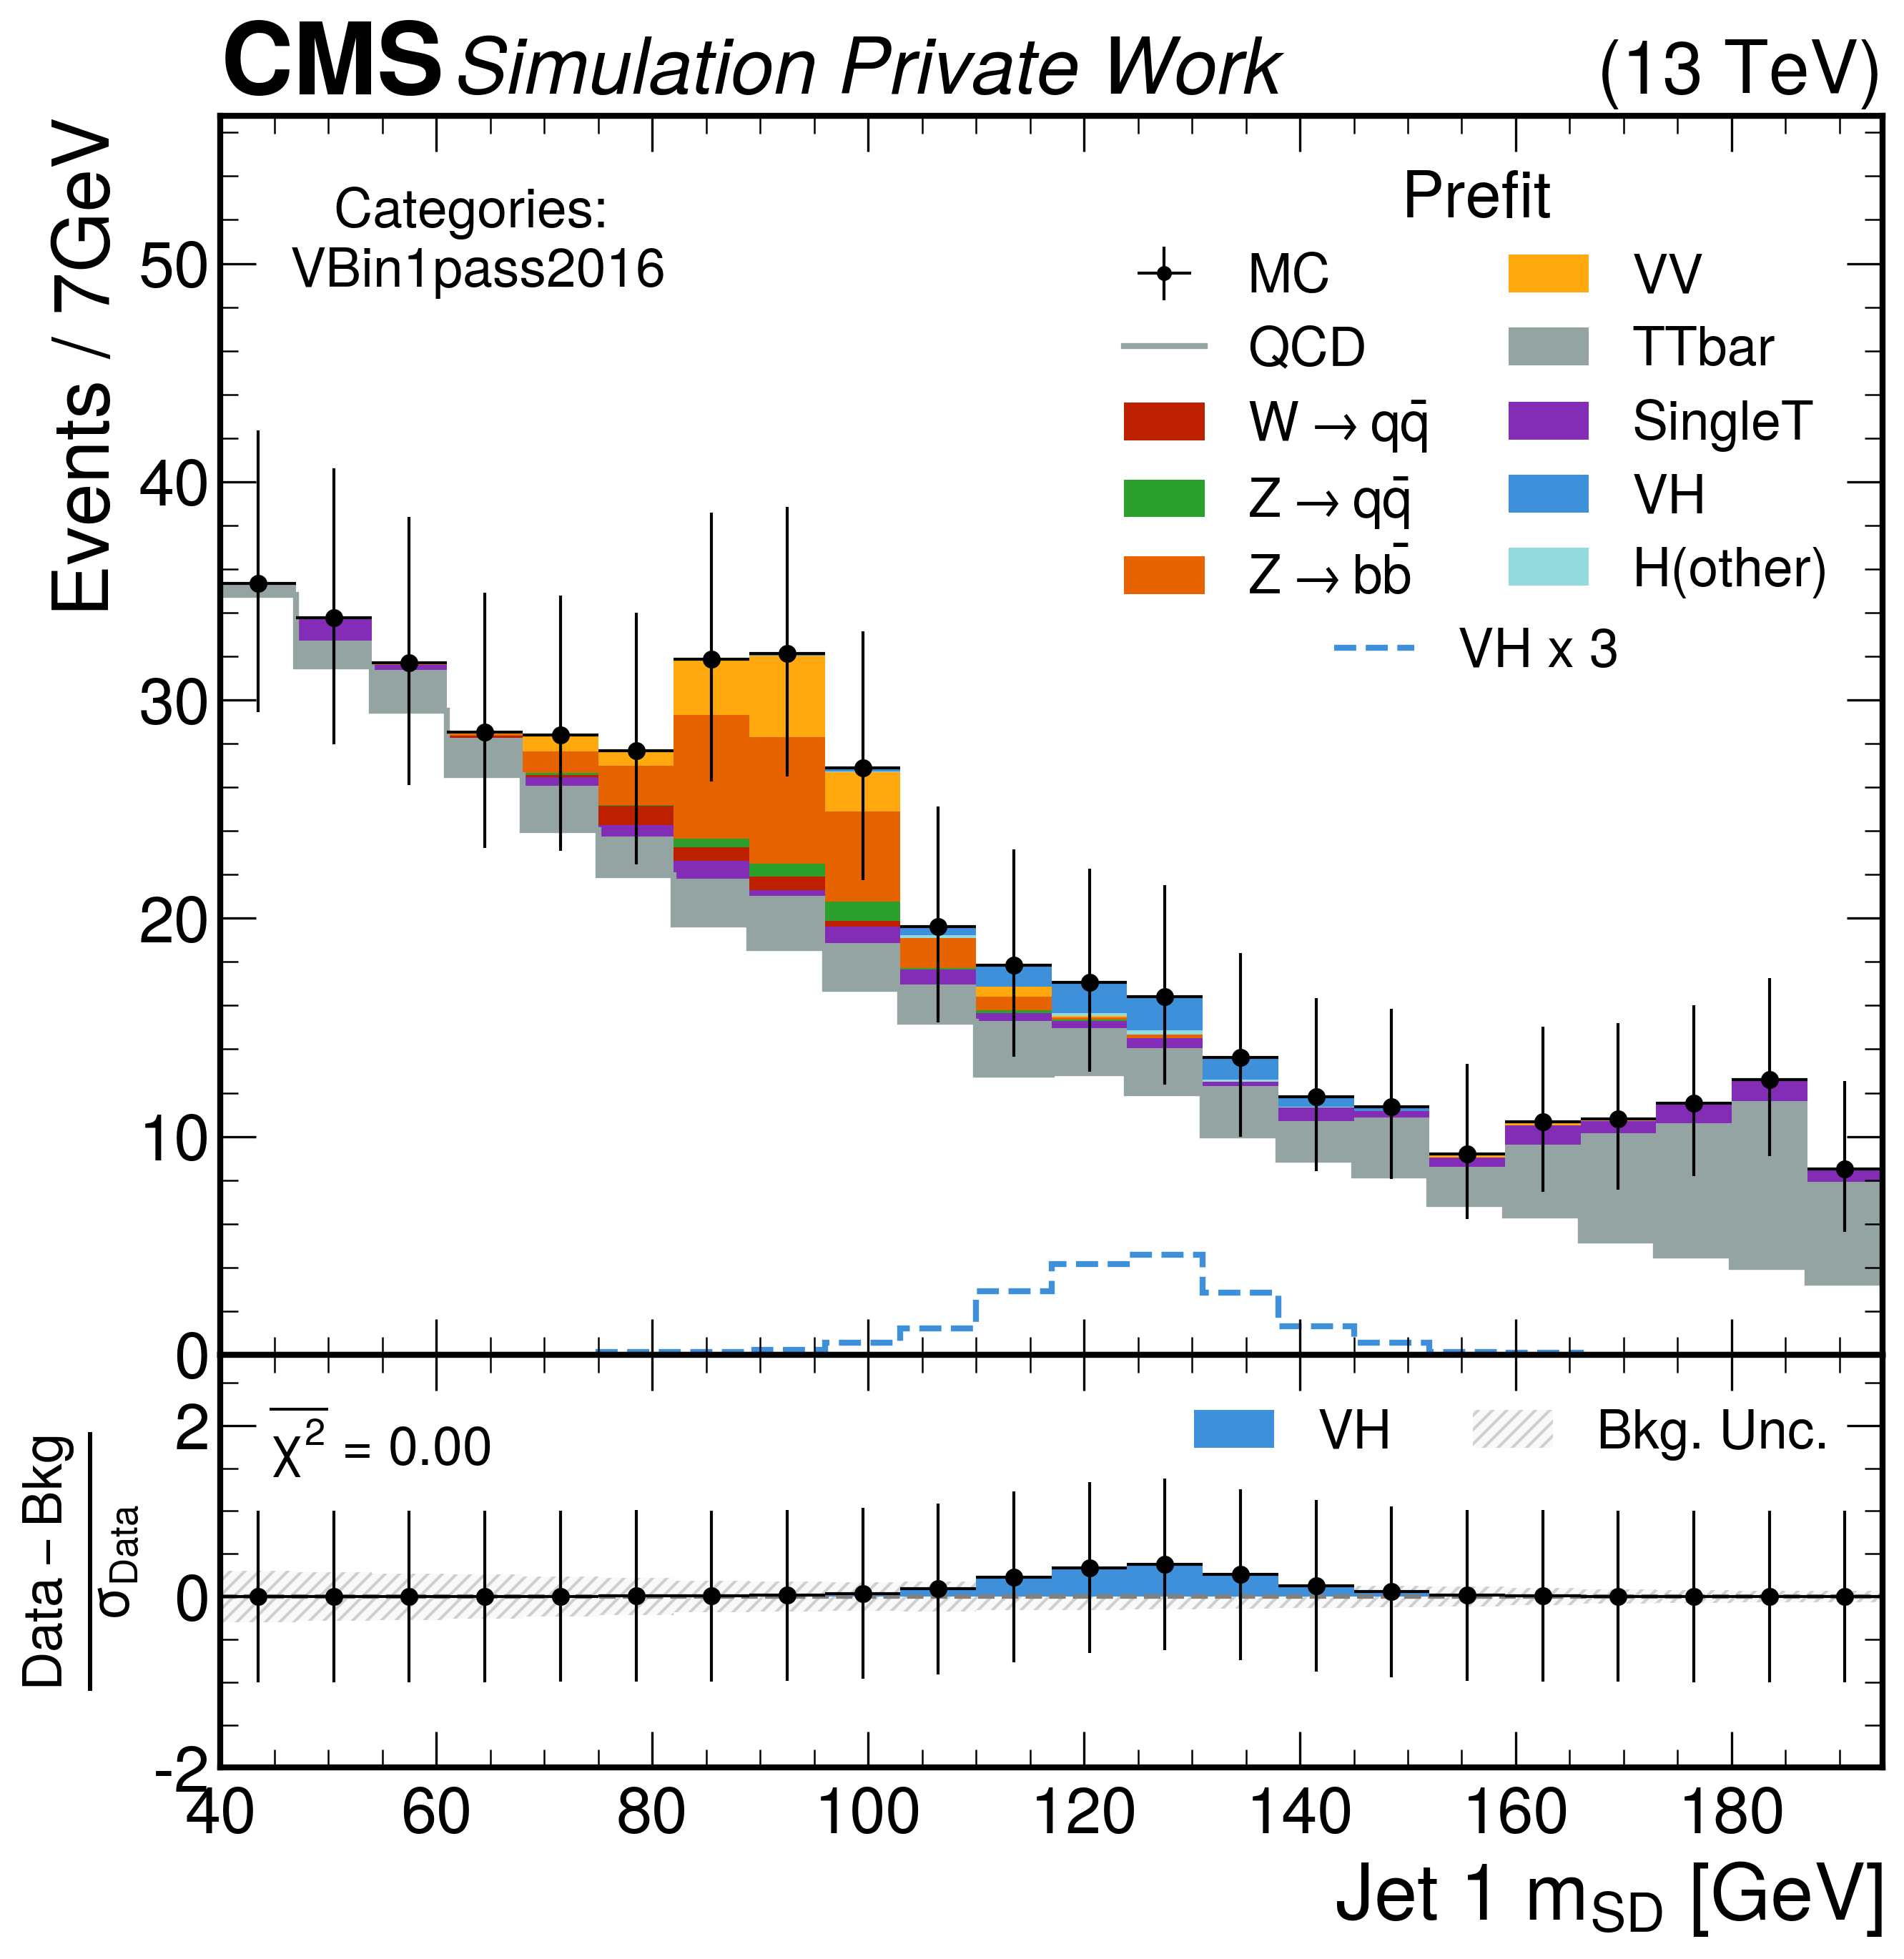 CMS Simulation Private Work (13 TeV)
Events / 7GeV
Categories:
VBin1pass2016
Prefit
MC
QCD
W → qq̄
Z → qq̄
Z → bb̄
VV
TTbar
SingleT
VH
H(other)
VH x 3
50
40
30
20
10
0
Data – Bkg
σData
χ² = 0.00
VH
Bkg. Unc.
2
0
-2
40 60 80 100 120 140 160 180
Jet 1 mSD [GeV]